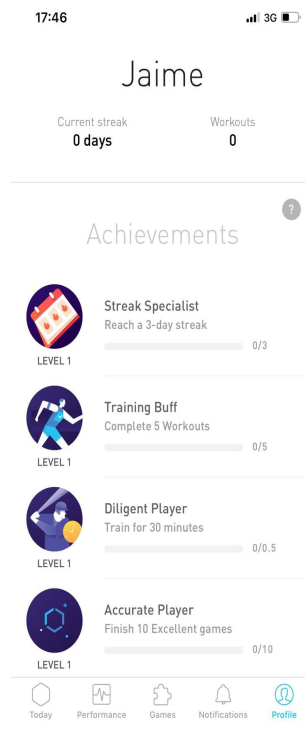 17:46
3G
Jaime
Current streak
0 days
Workouts
0
?
Achievements
Streak Specialist
Reach a 3-day streak
0/3
LEVEL 1
Training Buff
Complete 5 Workouts
0/5
LEVEL 1
Diligent Player
Train for 30 minutes
0/0.5
LEVEL 1
Accurate Player
Finish 10 Excellent games
0/10
LEVEL 1
Today
Performance
Games
Notifications
Profile